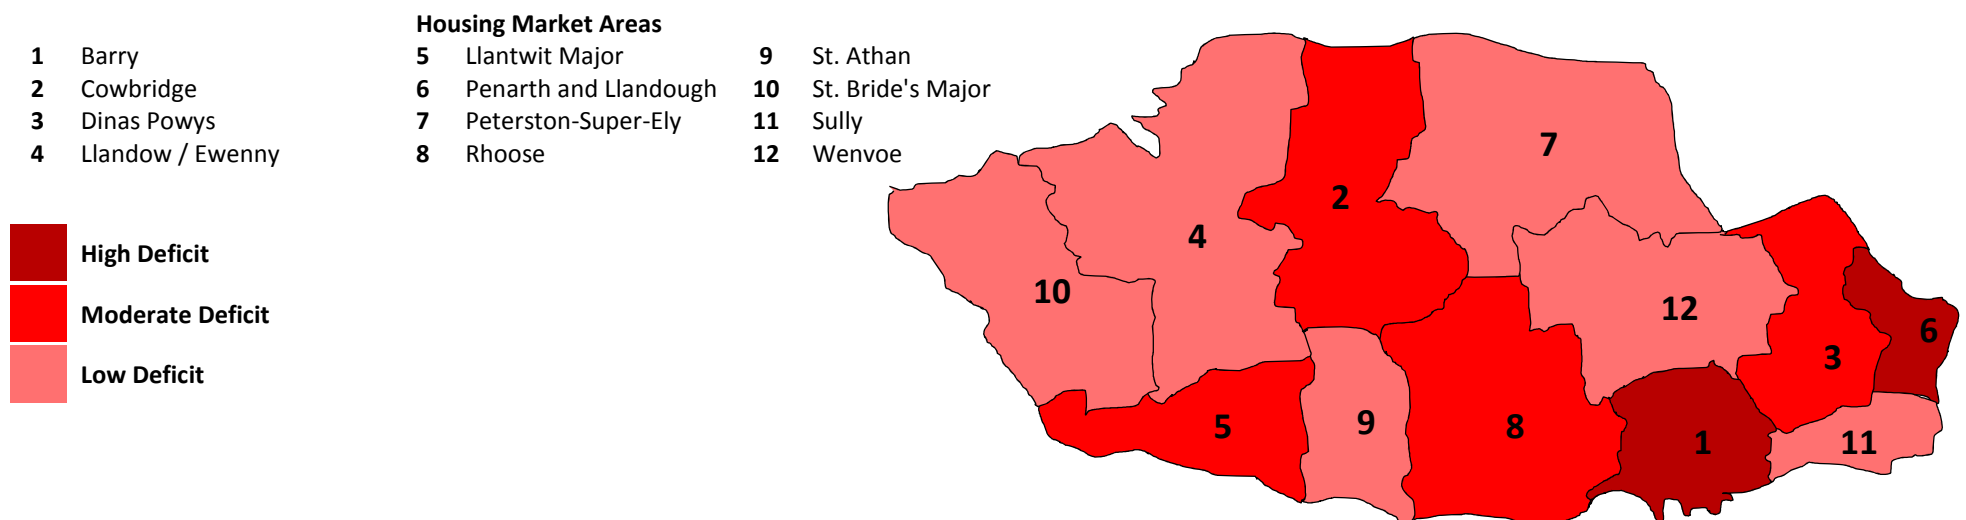 Housing Market Areas
1 Barry 5 Llantwit Major 9 St. Athan
2 Cowbridge 6 Penarth and Llandough 10 St. Bride's Major
3 Dinas Powys 7 Peterston-Super-Ely 11 Sully
4 Llandow / Ewenny 8 Rhoose 12 Wenvoe
High Deficit
Moderate Deficit
Low Deficit
7
2
4
10
12
6
3
5
9
8
1
11